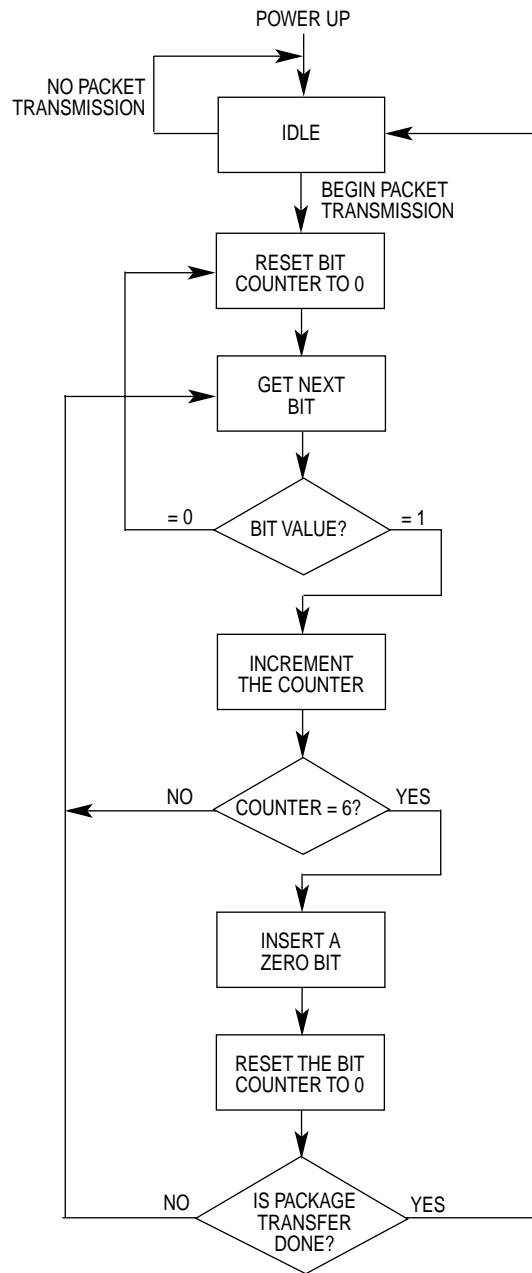 POWER UP
NO PACKET
TRANSMISSION
IDLE
BEGIN PACKET
TRANSMISSION
RESET BIT
COUNTER TO 0
GET NEXT
BIT
= 0
BIT VALUE?
= 1
INCREMENT
THE COUNTER
NO
COUNTER = 6?
YES
INSERT A
ZERO BIT
RESET THE BIT
COUNTER TO 0
NO
IS PACKAGE
TRANSFER
DONE?
YES